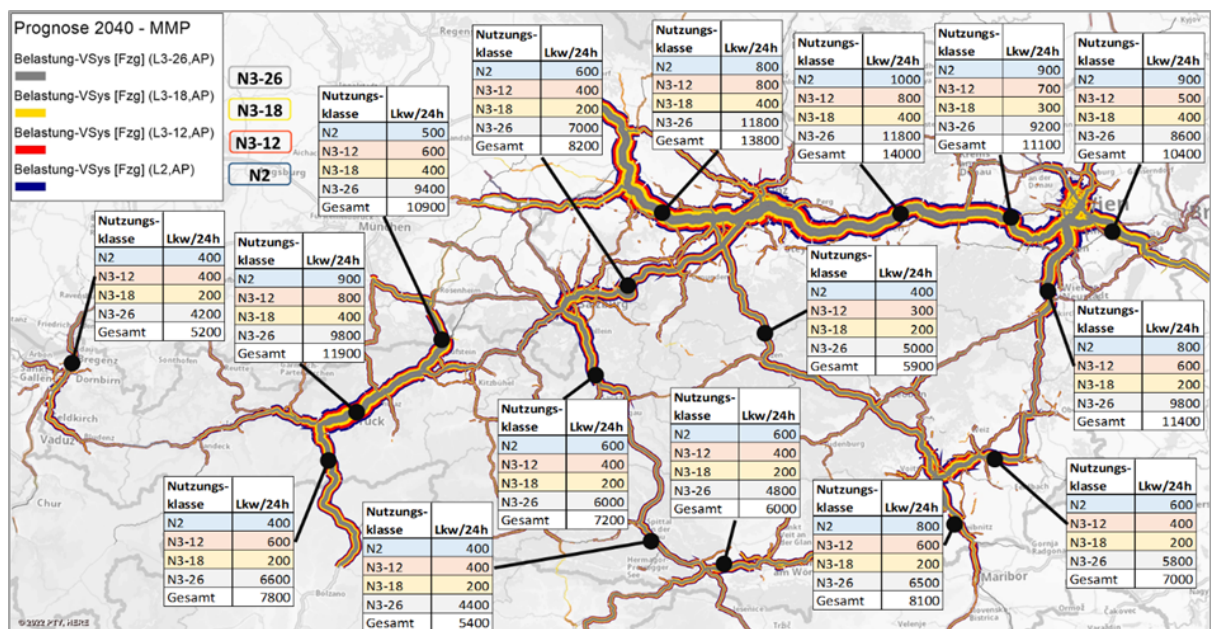 Prognose 2040 - MMP
Belastung-VSys [Fzg] (L3-26,AP)
Belastung-VSys [Fzg] (L3-18,AP)
Belastung-VSys [Fzg] (L3-12,AP)
Belastung-VSys [Fzg] (L2,AP)
N3-26
N3-18
N3-12
N2
Nutzungs-
klasse Lkw/24h
N2 500
N3-12 600
N3-18 400
N3-26 9400
Gesamt 10900
Nutzungs-
klasse Lkw/24h
N2 600
N3-12 400
N3-18 200
N3-26 7000
Gesamt 8200
Nutzungs-
klasse Lkw/24h
N2 800
N3-12 800
N3-18 400
N3-26 11800
Gesamt 13800
Nutzungs-
klasse Lkw/24h
N2 1000
N3-12 800
N3-18 400
N3-26 11800
Gesamt 14000
Nutzungs-
klasse Lkw/24h
N2 900
N3-12 700
N3-18 300
N3-26 9200
Gesamt 11100
Nutzungs-
klasse Lkw/24h
N2 900
N3-12 500
N3-18 400
N3-26 8600
Gesamt 10400
Nutzungs-
klasse Lkw/24h
N2 400
N3-12 400
N3-18 200
N3-26 4200
Gesamt 5200
Nutzungs-
klasse Lkw/24h
N2 900
N3-12 800
N3-18 400
N3-26 9800
Gesamt 11900
Nutzungs-
klasse Lkw/24h
N2 400
N3-12 300
N3-18 200
N3-26 5000
Gesamt 5900
Nutzungs-
klasse Lkw/24h
N2 800
N3-12 600
N3-18 200
N3-26 9800
Gesamt 11400
Nutzungs-
klasse Lkw/24h
N2 400
N3-12 600
N3-18 200
N3-26 6600
Gesamt 7800
Nutzungs-
klasse Lkw/24h
N2 400
N3-12 400
N3-18 200
N3-26 4400
Gesamt 5400
Nutzungs-
klasse Lkw/24h
N2 600
N3-12 400
N3-18 200
N3-26 6000
Gesamt 7200
Nutzungs-
klasse Lkw/24h
N2 600
N3-12 400
N3-18 200
N3-26 4800
Gesamt 6000
Nutzungs-
klasse Lkw/24h
N2 800
N3-12 600
N3-18 200
N3-26 6500
Gesamt 8100
Nutzungs-
klasse Lkw/24h
N2 600
N3-12 400
N3-18 200
N3-26 5800
Gesamt 7000
München
Rosenheim
Kitzbühel
Sonthofen
Dornbirn
Vaduz
Chur
Bolzano
Maribor
Gornja
Radgona
Velenje
Slovenska
Bistrica
Ormož
Čakovec
Weiz
Landeck
Reutte
Kyjov
Perg
©2022 PTV, HERE